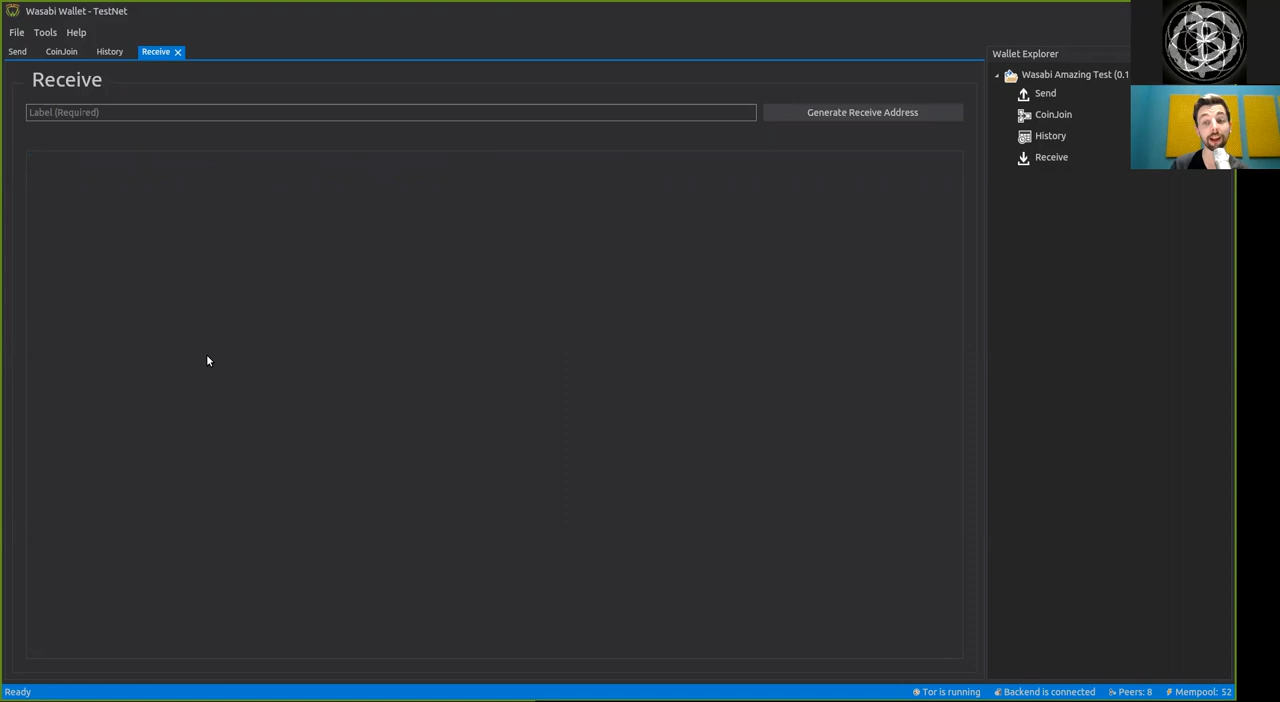 Wasabi Wallet - TestNet
File Tools Help
Send CoinJoin History Receive
Receive
Label (Required)
Generate Receive Address
Wallet Explorer
Wasabi Amazing Test (0.1
Send
CoinJoin
History
Receive
Ready
Tor is running
Backend is connected
Peers: 8
Mempool: 52